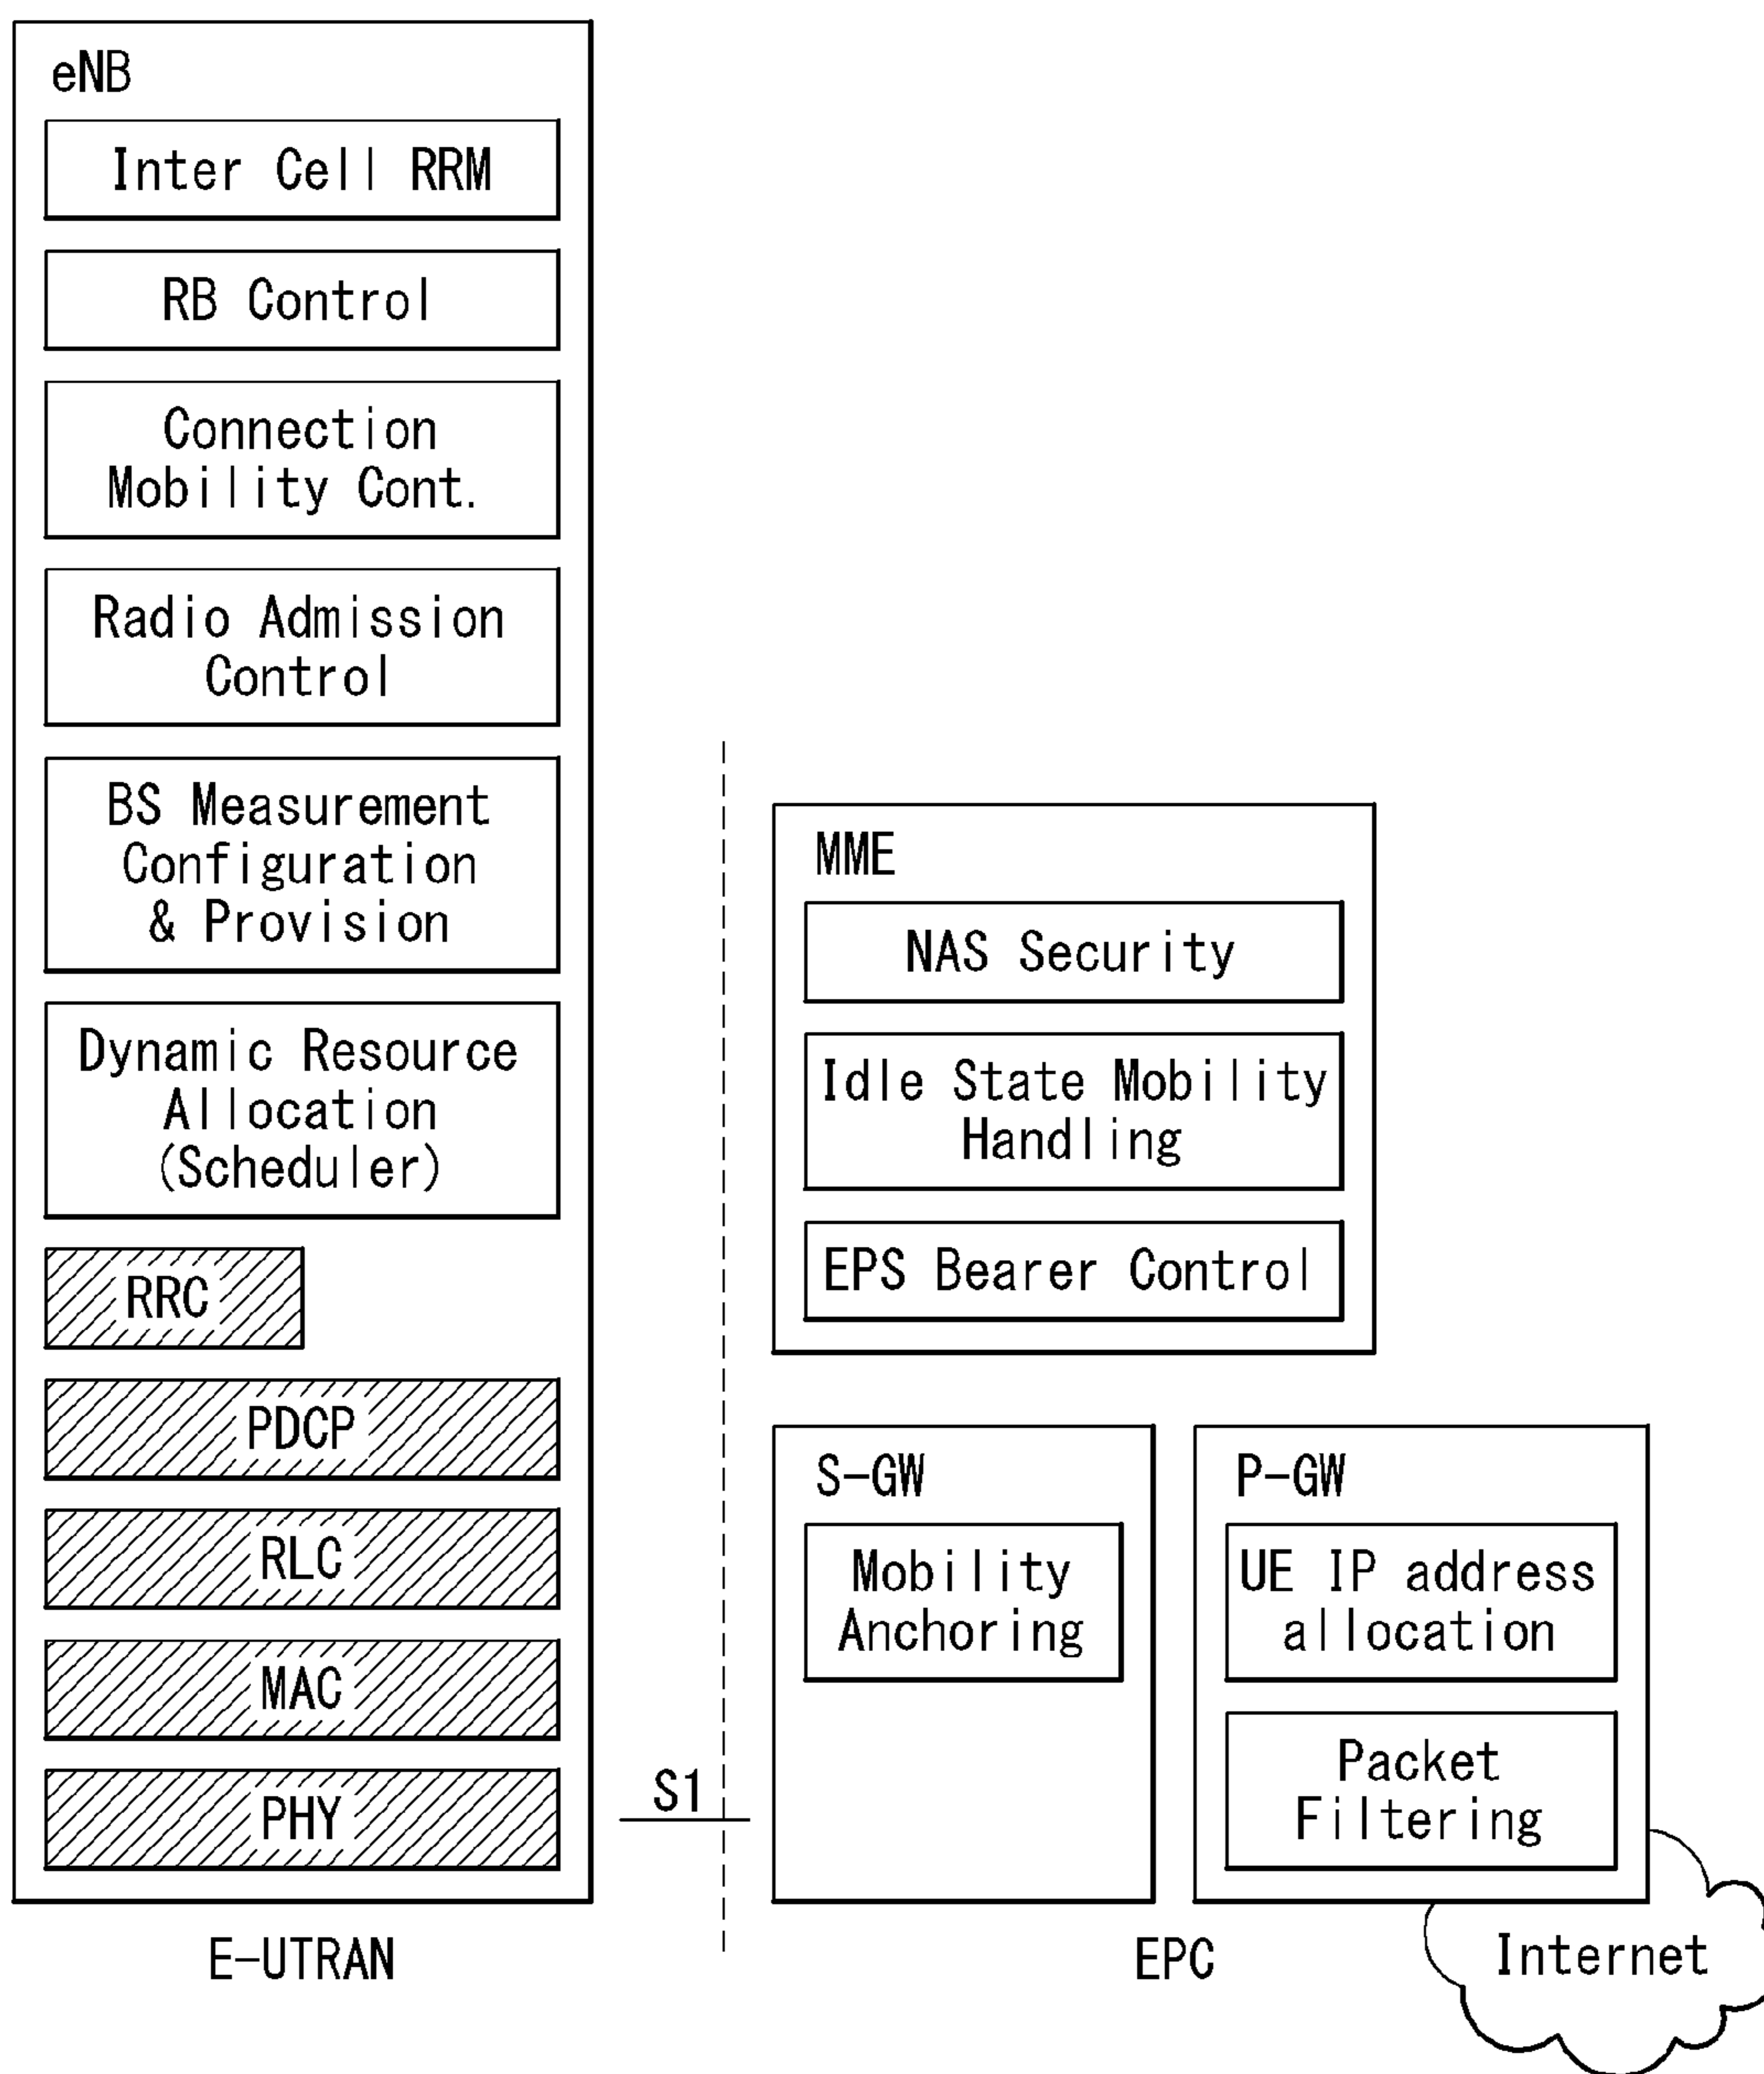 eNB
Inter Cell RRM
RB Control
Connection
Mobility Cont.
Radio Admission
Control
BS Measurement
Configuration
& Provision
Dynamic Resource
Allocation
(Scheduler)
RRC
PDCP
RLC
MAC
PHY
S1
MME
NAS Security
Idle State Mobility
Handling
EPS Bearer Control
S-GW
Mobility
Anchoring
P-GW
UE IP address
allocation
Packet
Filtering
E-UTRAN
EPC
Internet